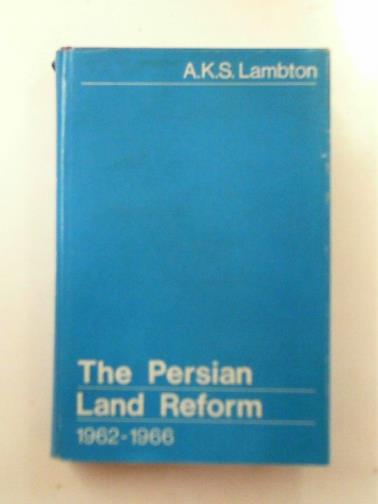 A.K.S. Lambton
The Persian
Land Reform
1962-1966